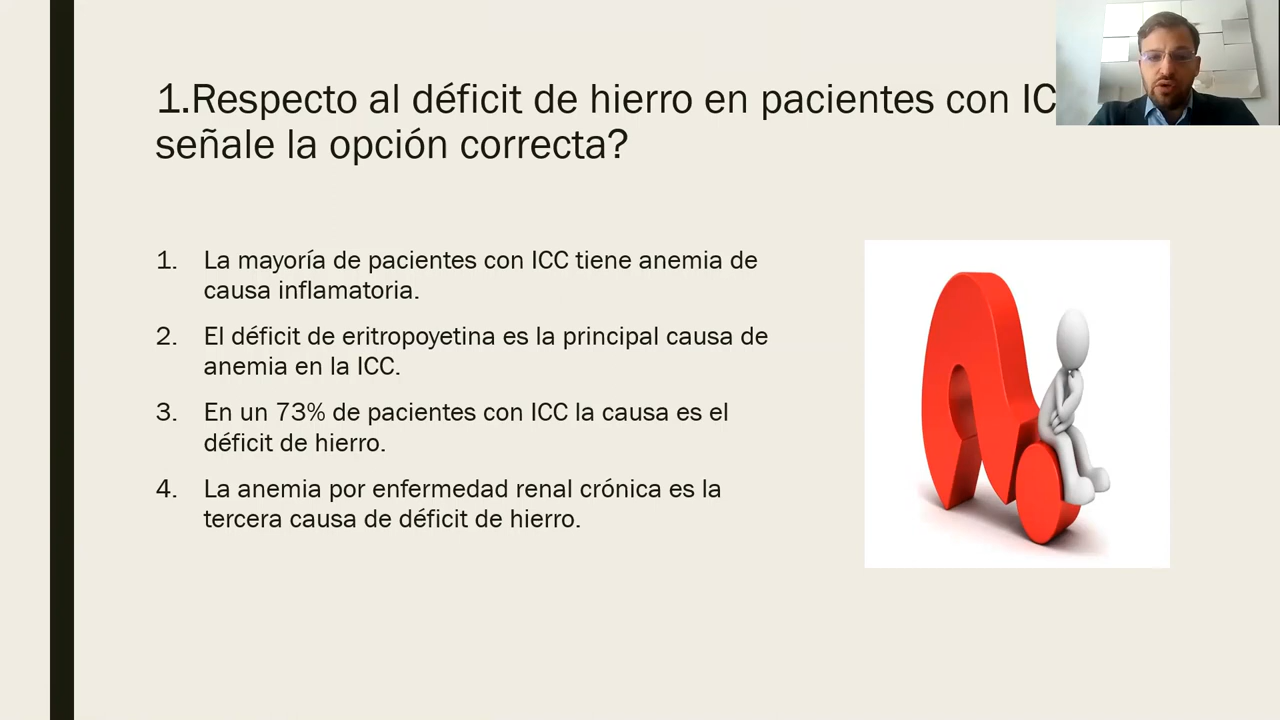 1.Respecto al déficit de hierro en pacientes con IC
señale la opción correcta?
1. La mayoría de pacientes con ICC tiene anemia de
causa inflamatoria.
2. El déficit de eritropoyetina es la principal causa de
anemia en la ICC.
3. En un 73% de pacientes con ICC la causa es el
déficit de hierro.
4. La anemia por enfermedad renal crónica es la
tercera causa de déficit de hierro.